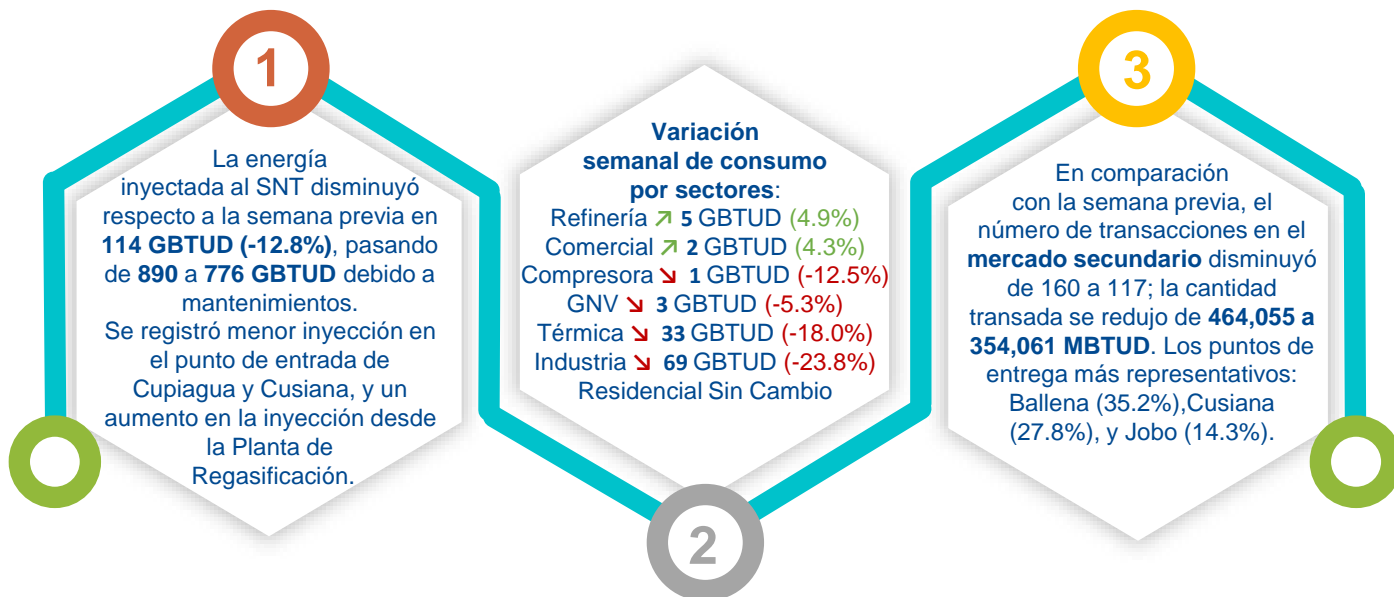 1
La energía
inyectada al SNT disminuyó
respecto a la semana previa en
114 GBTUD (-12.8%), pasando
de 890 a 776 GBTUD debido a
mantenimientos.
Se registró menor inyección en
el punto de entrada de
Cupiagua y Cusiana, y un
aumento en la inyección desde
la Planta de
Regasificación.
Variación
semanal de consumo
por sectores:
Refinería ↗ 5 GBTUD (4.9%)
Comercial ↗ 2 GBTUD (4.3%)
Compresora ↘ 1 GBTUD (-12.5%)
GNV ↘ 3 GBTUD (-5.3%)
Térmica ↘ 33 GBTUD (-18.0%)
Industria ↘ 69 GBTUD (-23.8%)
Residencial Sin Cambio
2
3
En comparación
con la semana previa, el
número de transacciones en el
mercado secundario disminuyó
de 160 a 117; la cantidad
transada se redujo de 464,055 a
354,061 MBTUD. Los puntos de
entrega más representativos:
Ballena (35.2%),Cusiana
(27.8%), y Jobo (14.3%).